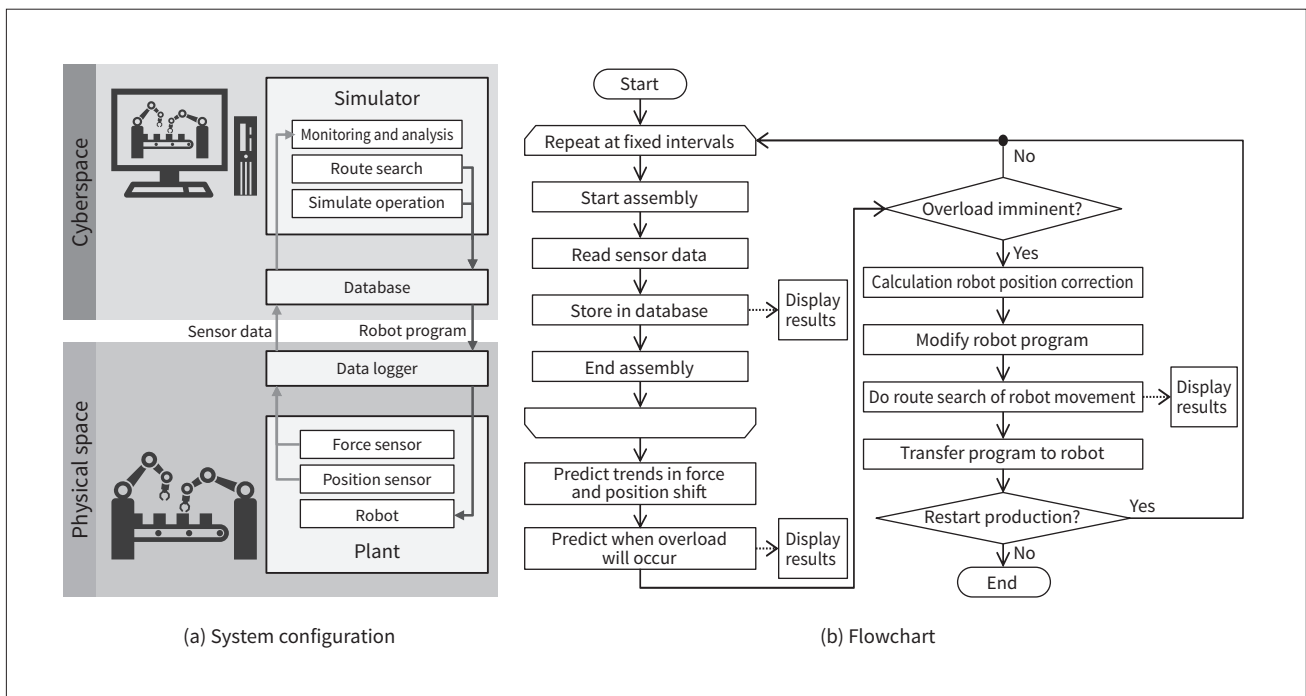 Cyberspace
Simulator
Monitoring and analysis
Route search
Simulate operation
Database
Sensor data
Robot program
Physical space
Data logger
Force sensor
Position sensor
Robot
Plant
(a) System configuration
Start
Repeat at fixed intervals
Start assembly
Read sensor data
Store in database
Display
results
End assembly
Predict trends in force
and position shift
Predict when overload
will occur
Display
results
No
Overload imminent?
Yes
Calculation robot position correction
Modify robot program
Do route search of robot movement
Display
results
Transfer program to robot
Restart production?
Yes
No
End
(b) Flowchart